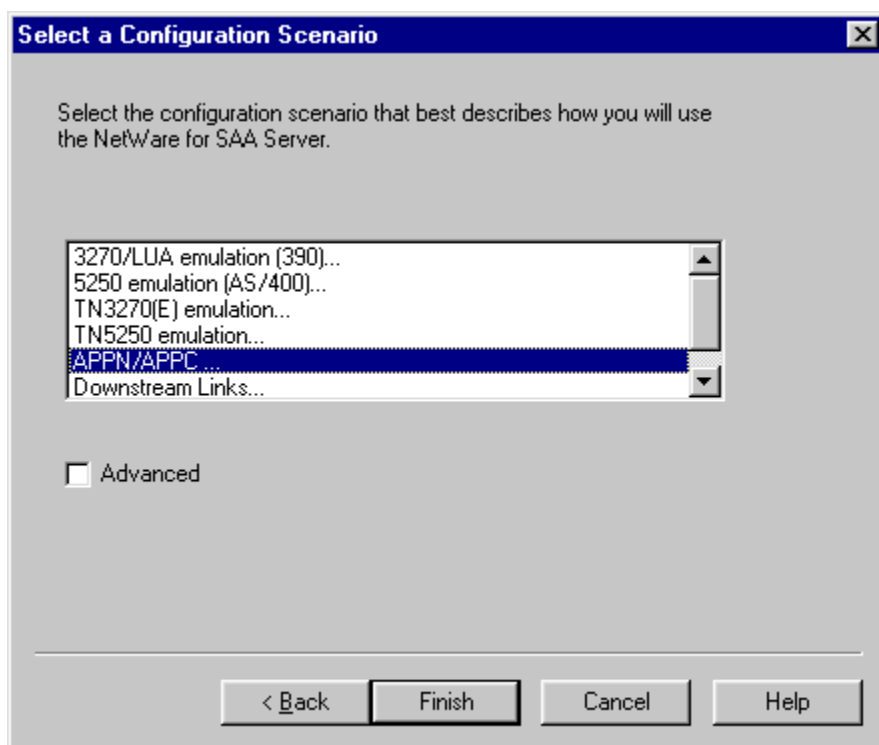 Select a Configuration Scenario
Select the configuration scenario that best describes how you will use
the NetWare for SAA Server.
3270/LUA emulation (390)...
5250 emulation (AS/400)...
TN3270(E) emulation...
TN5250 emulation...
APPN/APPC ...
Downstream Links...
Advanced
< Back Finish Cancel Help